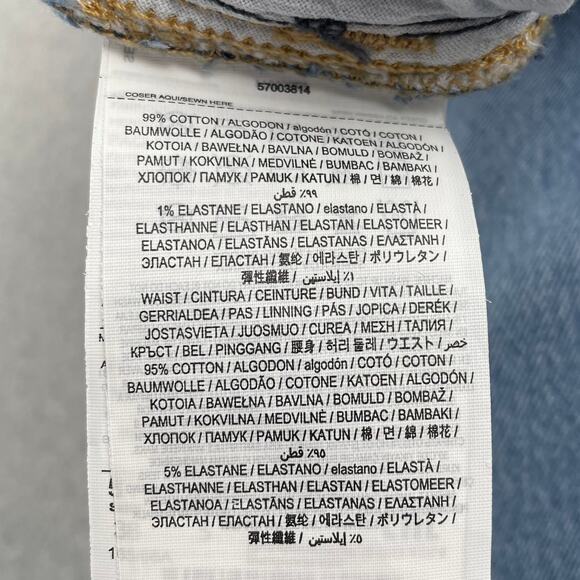 57003814
COSER AQUI/SEWN HERE
99% COTTON / ALGODON / algodón / COTÓ / COTON /
BAUMWOLLE / ALGODÃO / COTONE / KATOEN / ALGODÓN /
KOTOIA / BAWEŁNA / BAVLNA / BOMULD / BOMBAŽ /
PAMUT / KOKVILNA / MEDVILNĖ / BUMBAC / BAMBAKI /
ХЛОПОК / ПАМУК / PAMUK / KATUN / 棉 / 면 / 綿 / 棉花 /
٩٩٪ قطن
1% ELASTANE / ELASTANO / elastano / ELASTÀ /
ELASTHANNE / ELASTHAN / ELASTAN / ELASTOMEER /
ELASTANOA / ELASTĀNS / ELASTANAS / ΕΛΑΣΤΑΝΗ /
ЭЛАСТАН / ЕЛАСТАН / 氨纶 / 에라스탄 / ポリウレタン /
彈性纖維 / ١٪ إيلاستين
WAIST / CINTURA / CEINTURE / BUND / VITA / TAILLE /
GERRIALDEA / PAS / LINNING / PÁS / JOPICA / DERÉK /
JOSTASVIETA / JUOSMUO / CUREA / ΜΕΣΗ / ТАЛИЯ /
КРЪСТ / BEL / PINGGANG / 腰身 / 허리 둘레 / ウエスト / خصر
95% COTTON / ALGODON / algodón / COTÓ / COTON /
BAUMWOLLE / ALGODÃO / COTONE / KATOEN / ALGODÓN /
KOTOIA / BAWEŁNA / BAVLNA / BOMULD / BOMBAŽ /
PAMUT / KOKVILNA / MEDVILNĖ / BUMBAC / BAMBAKI /
ХЛОПОК / ПАМУК / PAMUK / KATUN / 棉 / 면 / 綿 / 棉花 /
٩٥٪ قطن
5% ELASTANE / ELASTANO / elastano / ELASTÀ /
ELASTHANNE / ELASTHAN / ELASTAN / ELASTOMEER /
ELASTANOA / ELASTĀNS / ELASTANAS / ΕΛΑΣΤΑΝΗ /
ЭЛАСТАН / ЕЛАСТАН / 氨纶 / 에라스탄 / ポリウレタン /
彈性纖維 / ٥٪ إيلاستين